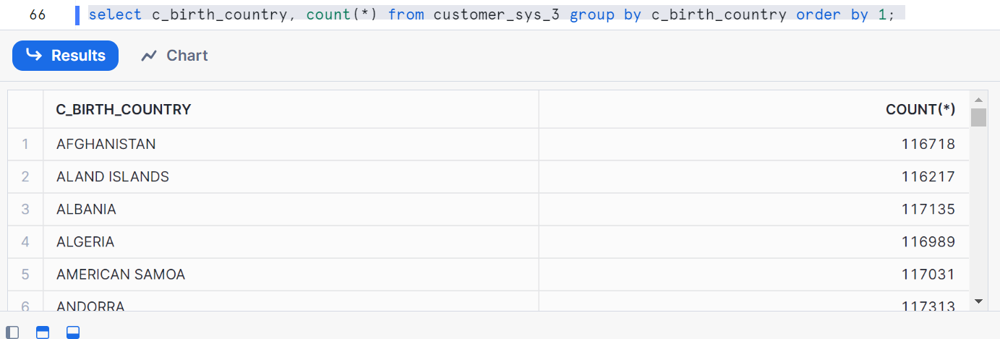 66 select c_birth_country, count(*) from customer_sys_3 group by c_birth_country order by 1;
Results Chart
C_BIRTH_COUNTRY COUNT(*)
1 AFGHANISTAN 116718
2 ALAND ISLANDS 116217
3 ALBANIA 117135
4 ALGERIA 116989
5 AMERICAN SAMOA 117031
6 ANDORRA 117313